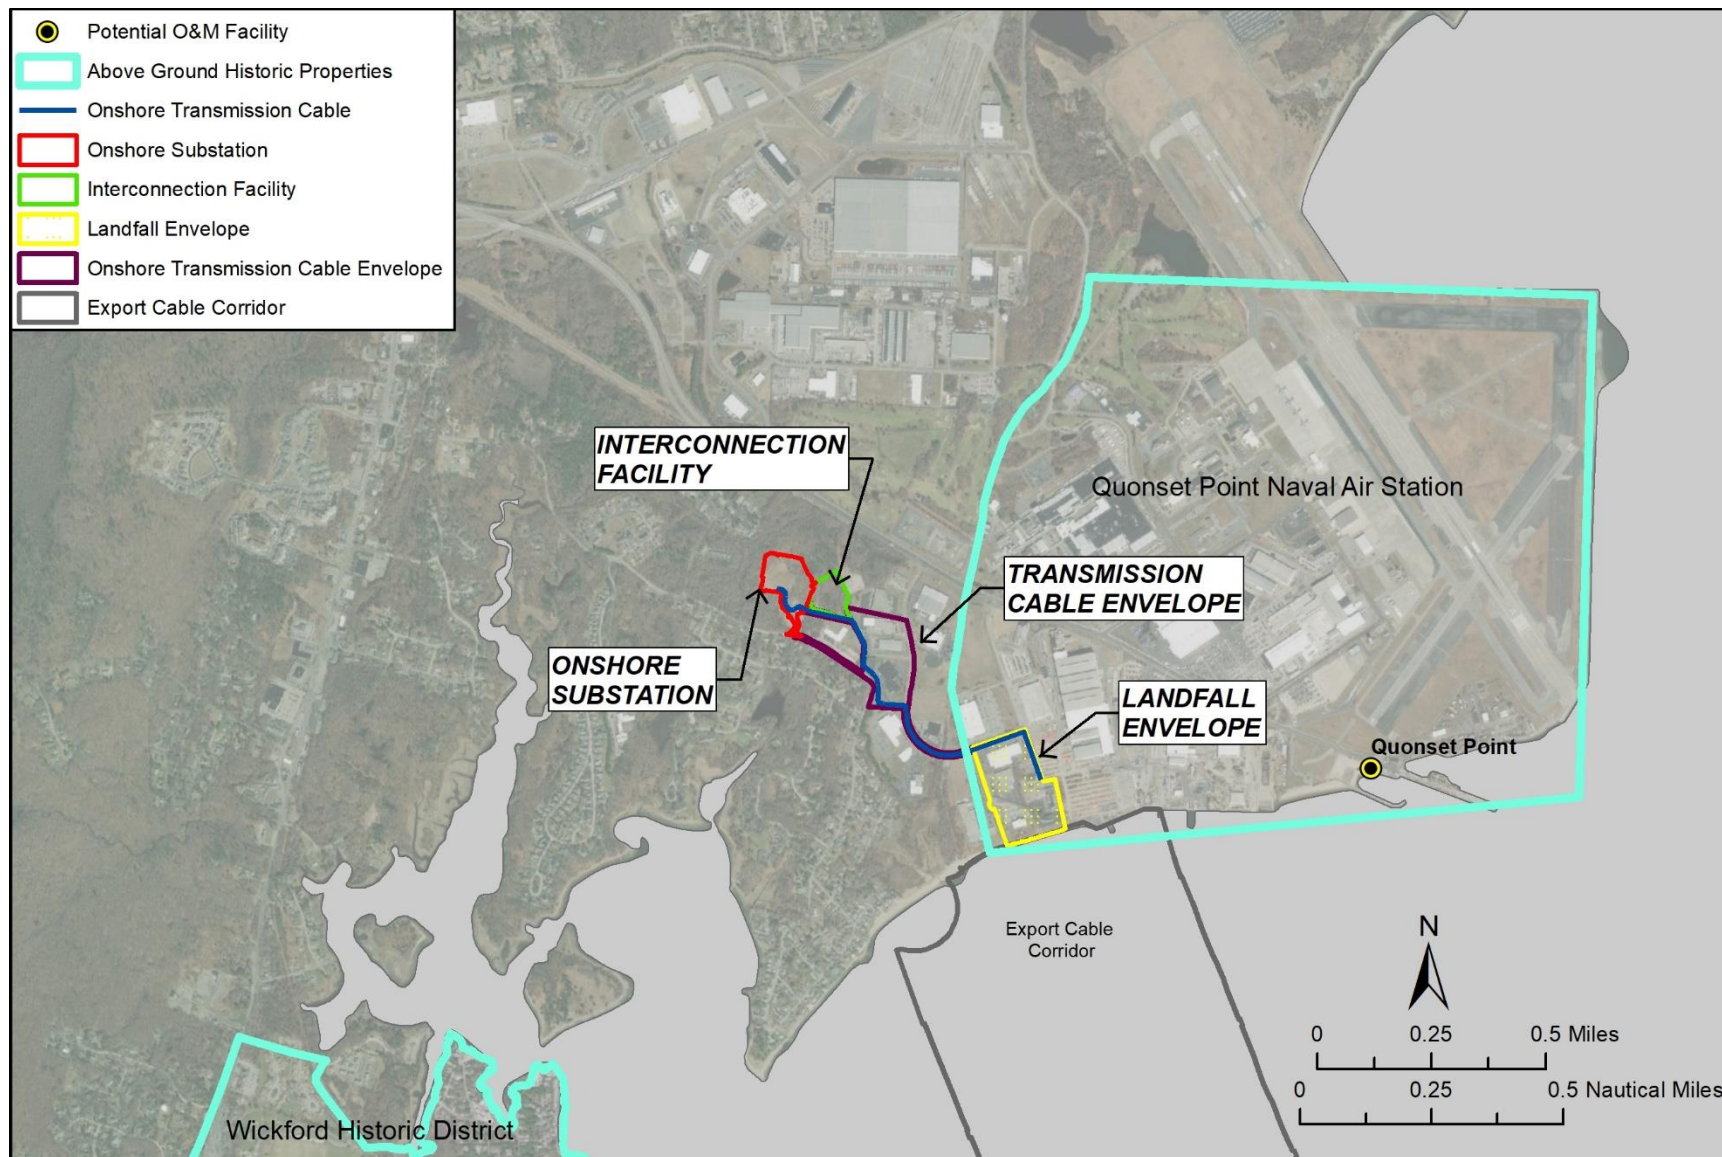 Potential O&M Facility
Above Ground Historic Properties
Onshore Transmission Cable
Onshore Substation
Interconnection Facility
Landfall Envelope
Onshore Transmission Cable Envelope
Export Cable Corridor
INTERCONNECTION
FACILITY
Quonset Point Naval Air Station
TRANSMISSION
CABLE ENVELOPE
ONSHORE
SUBSTATION
LANDFALL
ENVELOPE
Quonset Point
Export Cable
Corridor
N
0 0.25 0.5 Miles
0 0.25 0.5 Nautical Miles
Wickford Historic District